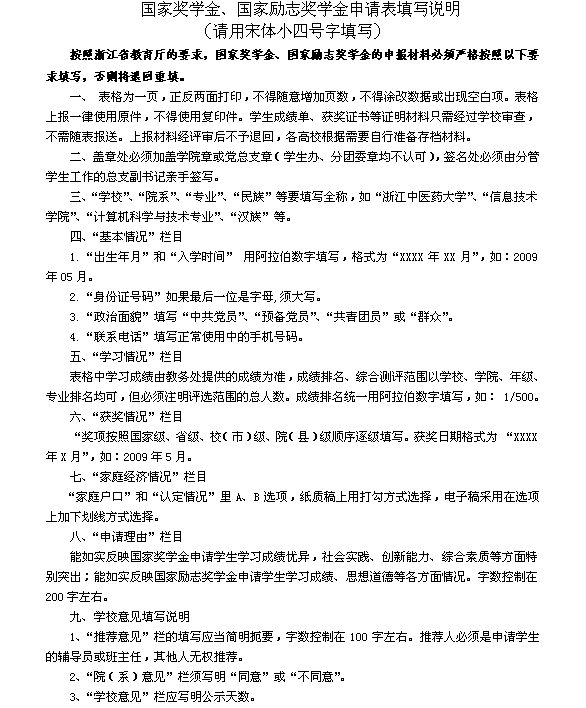 国家奖学金、国家励志奖学金申请表填写说明
（请用宋体小四号字填写）
按照浙江省教育厅的要求，国家奖学金、国家励志奖学金的申报材料必须严格按照以下要
求填写，否则将退回重填。
一、 表格为一页，正反两面打印，不得随意增加页数，不得涂改数据或出现空白项。表格
上报一律使用原件，不得使用复印件。学生成绩单、获奖证书等证明材料只需经过学校审查，
不需随表报送。上报材料经评审后不予退回，各高校根据需要自行准备存档材料。
二、盖章处必须加盖学院章或党总支章（学生办、分团委章均不认可），签名处必须由分管
学生工作的总支副书记亲手签写。
三、“学校”、“院系”、“专业”、“民族”等要填写全称，如“浙江中医药大学”、“信息技术
学院”、“计算机科学与技术专业”、“汉族”等。
四、“基本情况”栏目
1.“出生年月”和“入学时间” 用阿拉伯数字填写，格式为“XXXX 年 XX 月”，如：2009
年 05 月。
2.“身份证号码”如果最后一位是字母,须大写。
3.“政治面貌”填写“中共党员”、“预备党员”、“共青团员”或“群众”。
4.“联系电话”填写正常使用中的手机号码。
五、“学习情况”栏目
表格中学习成绩由教务处提供的成绩为准，成绩排名、综合测评范围以学校、学院、年级、
专业排名均可，但必须注明评选范围的总人数。成绩排名统一用阿拉伯数字填写，如： 1/500。
六、“获奖情况”栏目
“奖项按照国家级、省级、校（市）级、院（县）级顺序逐级填写。获奖日期格式为 “XXXX
年 X 月”，如：2009 年 5 月。
七、“家庭经济情况”栏目
“家庭户口”和“认定情况”里 A、B 选项，纸质稿上用打勾方式选择，电子稿采用在选项
上加下划线方式选择。
八、“申请理由”栏目
能如实反映国家奖学金申请学生学习成绩优异，社会实践、创新能力、综合素质等方面特
别突出；能如实反映国家励志奖学金申请学生学习成绩、思想道德等各方面情况。字数控制在
200 字左右。
九、学校意见填写说明
1、“推荐意见”栏的填写应当简明扼要，字数控制在 100 字左右。推荐人必须是申请学生
的辅导员或班主任，其他人无权推荐。
2、“院（系）意见”栏须写明“同意”或“不同意”。
3、“学校意见”栏应写明公示天数。